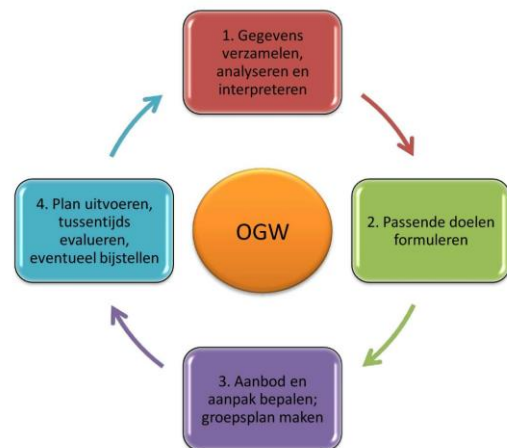 1. Gegevens
verzamelen,
analyseren en
interpreteren
2. Passende doelen
formuleren
3. Aanbod en
aanpak bepalen;
groepsplan maken
4. Plan uitvoeren,
tussentijds
evalueren,
eventueel bijstellen
OGW